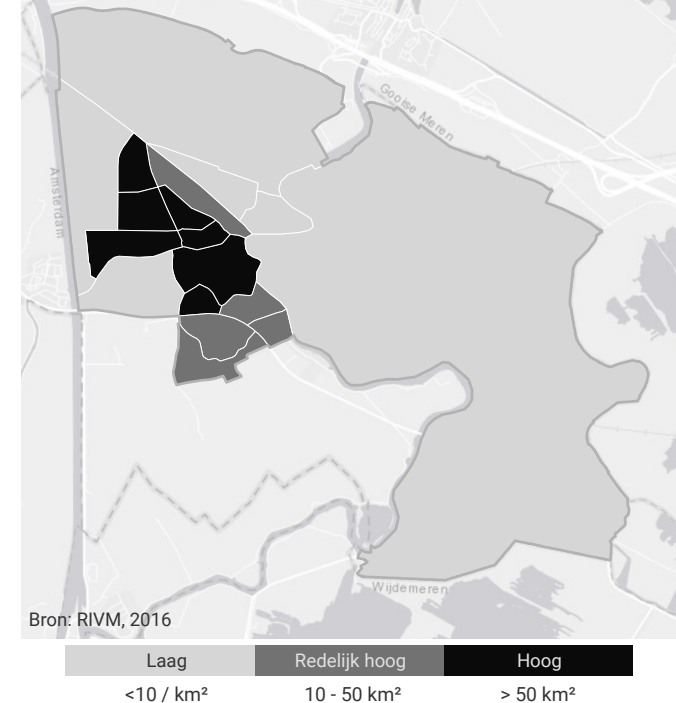 Gooise Meren
Amsterdam
Wijdemeren
Bron: RIVM, 2016
Laag Redelijk hoog Hoog
<10 / km² 10 - 50 km² > 50 km²